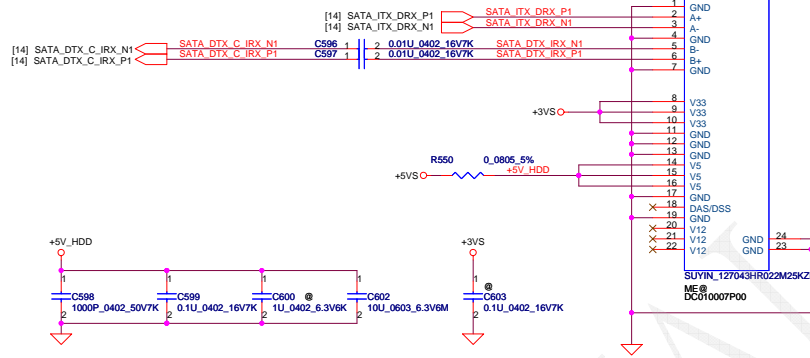 [14] SATA_ITX_DRX_P1 SATA_ITX_DRX_P1
[14] SATA_ITX_DRX_N1 SATA_ITX_DRX_N1
[14] SATA_DTX_C_IRX_N1 SATA_DTX_C_IRX_N1 C596 1 2 0.01U_0402_16V7K SATA_DTX_IRX_N1
[14] SATA_DTX_C_IRX_P1 SATA_DTX_C_IRX_P1 C597 1 2 0.01U_0402_16V7K SATA_DTX_IRX_P1
1 GND
2 A+
3 A-
4 GND
5 B-
6 B+
7 GND
+3VS
8 V33
9 V33
10 V33
11 GND
12 GND
13 GND
R550 0_0805_5%
+5VS +5V_HDD
14 V5
15 V5
16 V5
17 GND
18 DAS/DSS
19 GND
20 V12
21 V12 GND 24
22 V12 GND 23
SUYIN_127043HR022M25KZ
ME@
DC010007P00
+5V_HDD
1 C598 2 1000P_0402_50V7K
1 C599 2 0.1U_0402_16V7K
1 C600 @ 2 1U_0402_6.3V6K
1 C602 2 10U_0603_6.3V6M
+3VS
1 @ C603 2 0.1U_0402_16V7K